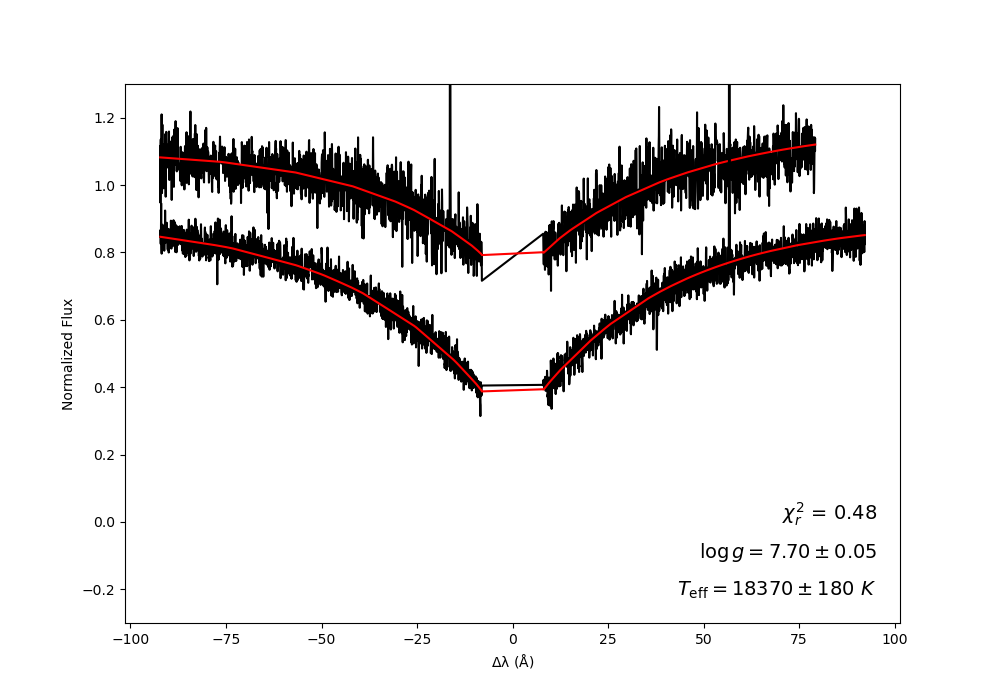 1.2
1.0
0.8
0.6
0.4
0.2
0.0
−0.2
Normalized Flux
χ²ᵣ = 0.48
log g = 7.70 ± 0.05
T_eff = 18370 ± 180 K
−100 −75 −50 −25 0 25 50 75 100
Δλ (Å)